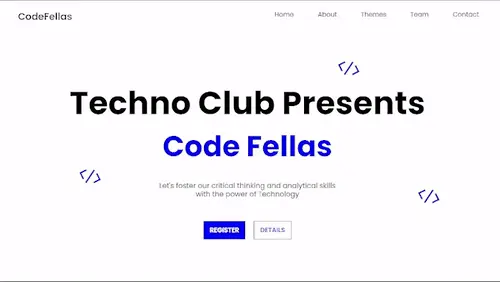 CodeFellas
Home About Themes Team Contact
</>
Techno Club Presents
Code Fellas
</>
Let's foster our critical thinking and analytical skills
with the power of Technology
</>
REGISTER DETAILS